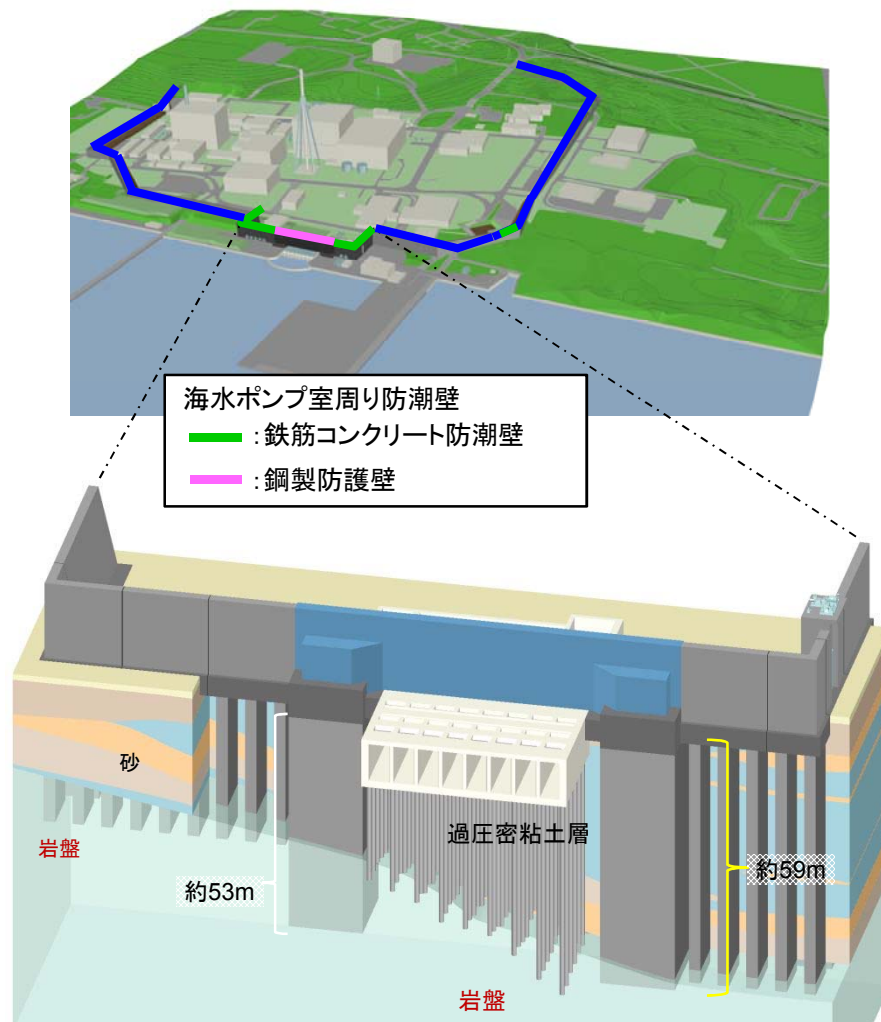 海水ポンプ室周り防潮壁
：鉄筋コンクリート防潮壁
：鋼製防護壁
砂
岩盤
過圧密粘土層
約53m
約59m
岩盤